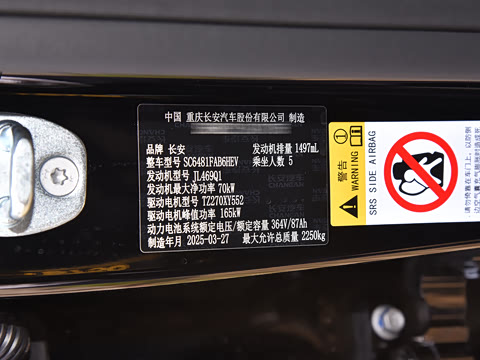 中国 重庆长安汽车股份有限公司 制造
品牌 长安 发动机排量 1497mL
整车型号 SC6481FAB6HEV 乘坐人数 5
发动机型号 JL469Q1
发动机最大净功率 70kW
驱动电机型号 TZ270XY552
驱动电机峰值功率 165kW
动力电池系统额定电压/额定容量 364V/87Ah
制造年月 2025-03-27 最大允许总质量 2250kg
警告
WARNING
SRS SIDE AIRBAG